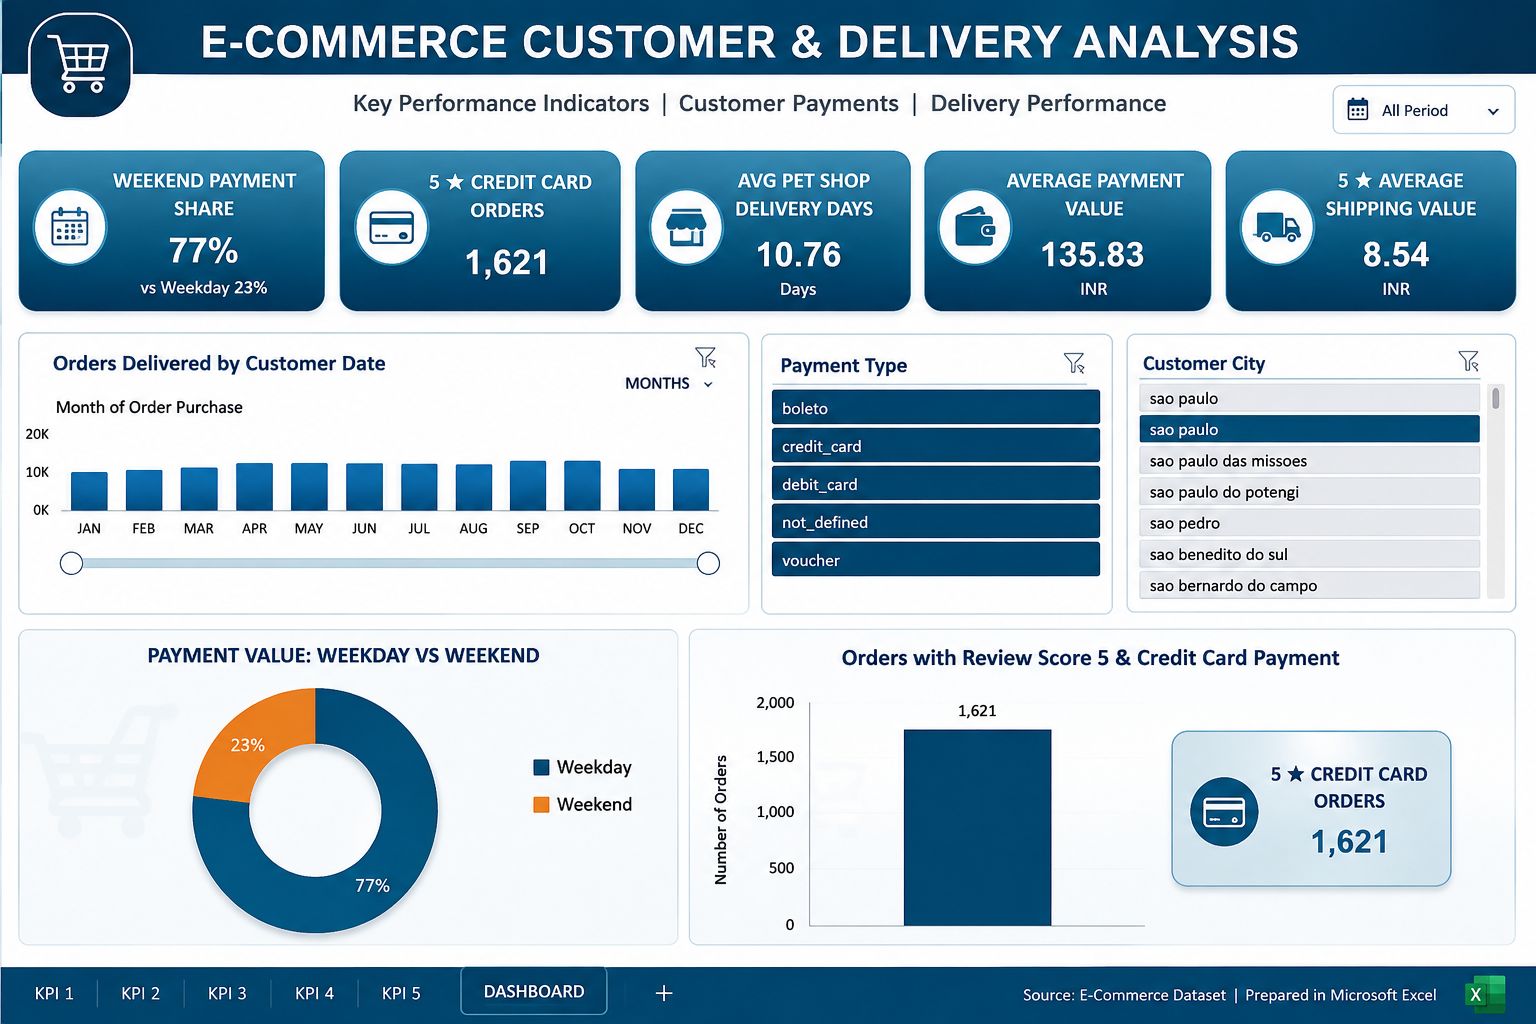 E-COMMERCE CUSTOMER & DELIVERY ANALYSIS
Key Performance Indicators | Customer Payments | Delivery Performance
All Period
WEEKEND PAYMENT
SHARE
77%
vs Weekday 23%
5 ★ CREDIT CARD
ORDERS
1,621
AVG PET SHOP
DELIVERY DAYS
10.76
Days
AVERAGE PAYMENT
VALUE
135.83
INR
5 ★ AVERAGE
SHIPPING VALUE
8.54
INR
Orders Delivered by Customer Date
MONTHS
Month of Order Purchase
20K
10K
0K
JAN FEB MAR APR MAY JUN JUL AUG SEP OCT NOV DEC
Payment Type
boleto
credit_card
debit_card
not_defined
voucher
Customer City
sao paulo
sao paulo
sao paulo das missoes
sao paulo do potengi
sao pedro
sao benedito do sul
sao bernardo do campo
PAYMENT VALUE: WEEKDAY VS WEEKEND
23%
77%
Weekday
Weekend
Orders with Review Score 5 & Credit Card Payment
Number of Orders
2,000
1,500
1,000
500
0
1,621
5 ★ CREDIT CARD
ORDERS
1,621
KPI 1 | KPI 2 | KPI 3 | KPI 4 | KPI 5 DASHBOARD +
Source: E-Commerce Dataset | Prepared in Microsoft Excel
X